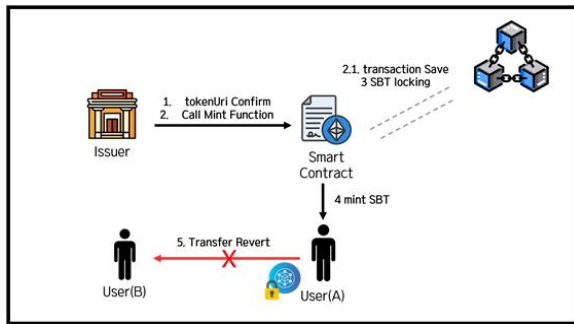 2.1. transaction Save
3 SBT locking
1. tokenUri Confirm
2. Call Mint Function
Issuer
Smart
Contract
4 mint SBT
5. Transfer Revert
User(B)
User(A)